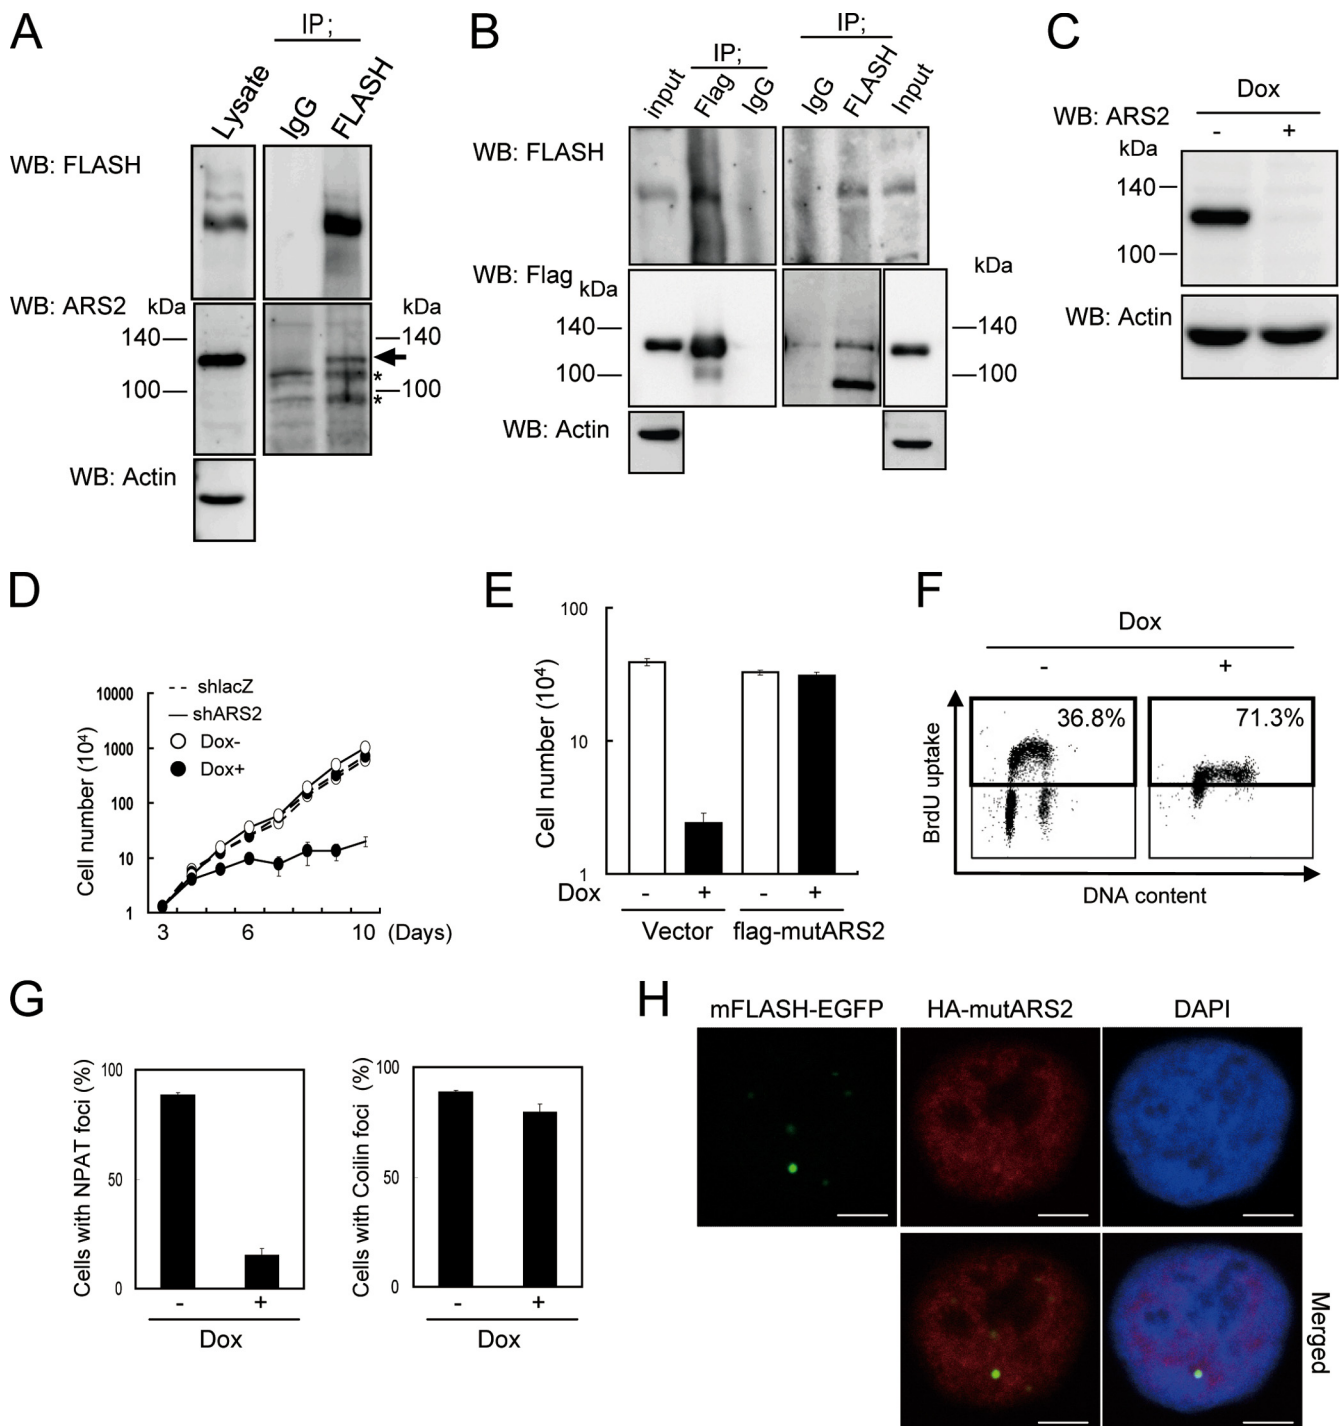 A
IP;
Lysate
IgG
FLASH
WB: FLASH
WB: ARS2
kDa
kDa
140
140
100
100
*
*
WB: Actin
B
IP;
IP;
input
Flag
IgG
IgG
FLASH
Input
WB: FLASH
WB: Flag
kDa
kDa
140
140
100
100
WB: Actin
C
Dox
WB: ARS2
- +
kDa
140
100
WB: Actin
D
10000
1000
100
10
1
Cell number (10⁴)
shlacZ
shARS2
Dox-
Dox+
3 6 10 (Days)
E
100
10
1
Cell number (10⁴)
Dox - + - +
Vector flag-mutARS2
F
Dox
- +
36.8%
71.3%
BrdU uptake
DNA content
G
Cells with NPAT foci (%)
100
50
0
- +
Dox
Cells with Coilin foci (%)
100
50
0
- +
Dox
H
mFLASH-EGFP
HA-mutARS2
DAPI
Merged